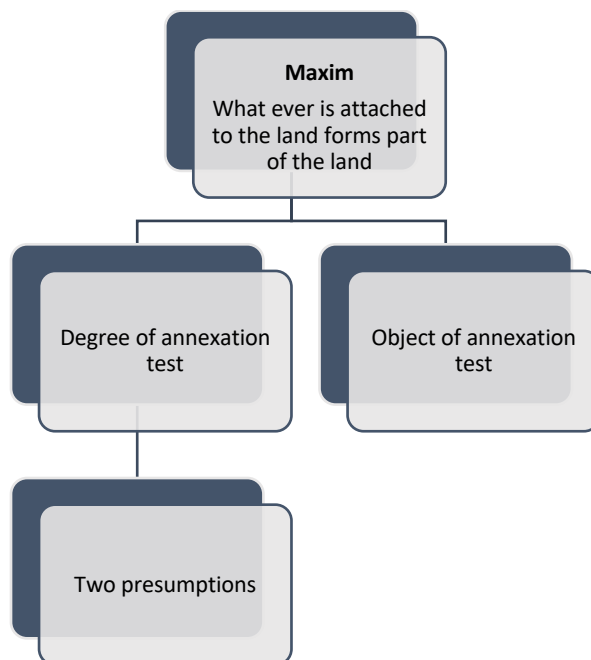 Maxim
What ever is attached
to the land forms part
of the land
Degree of annexation
test
Object of annexation
test
Two presumptions